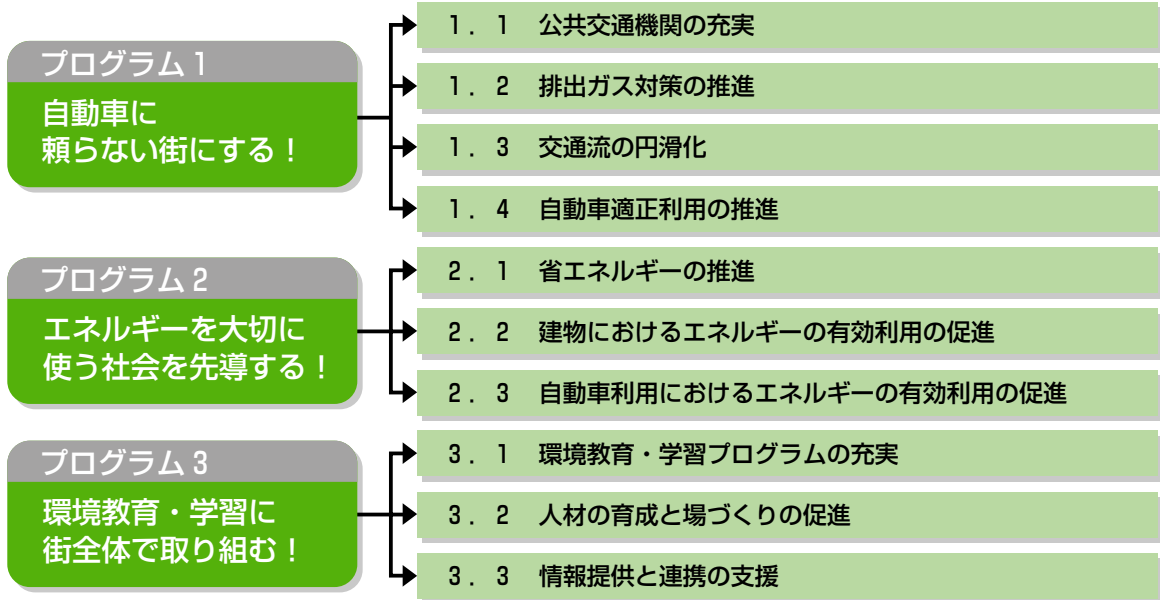 プログラム1
自動車に
頼らない街にする！
1．1 公共交通機関の充実
1．2 排出ガス対策の推進
1．3 交通流の円滑化
1．4 自動車適正利用の推進
プログラム2
エネルギーを大切に
使う社会を先導する！
2．1 省エネルギーの推進
2．2 建物におけるエネルギーの有効利用の促進
2．3 自動車利用におけるエネルギーの有効利用の促進
プログラム3
環境教育・学習に
街全体で取り組む！
3．1 環境教育・学習プログラムの充実
3．2 人材の育成と場づくりの促進
3．3 情報提供と連携の支援